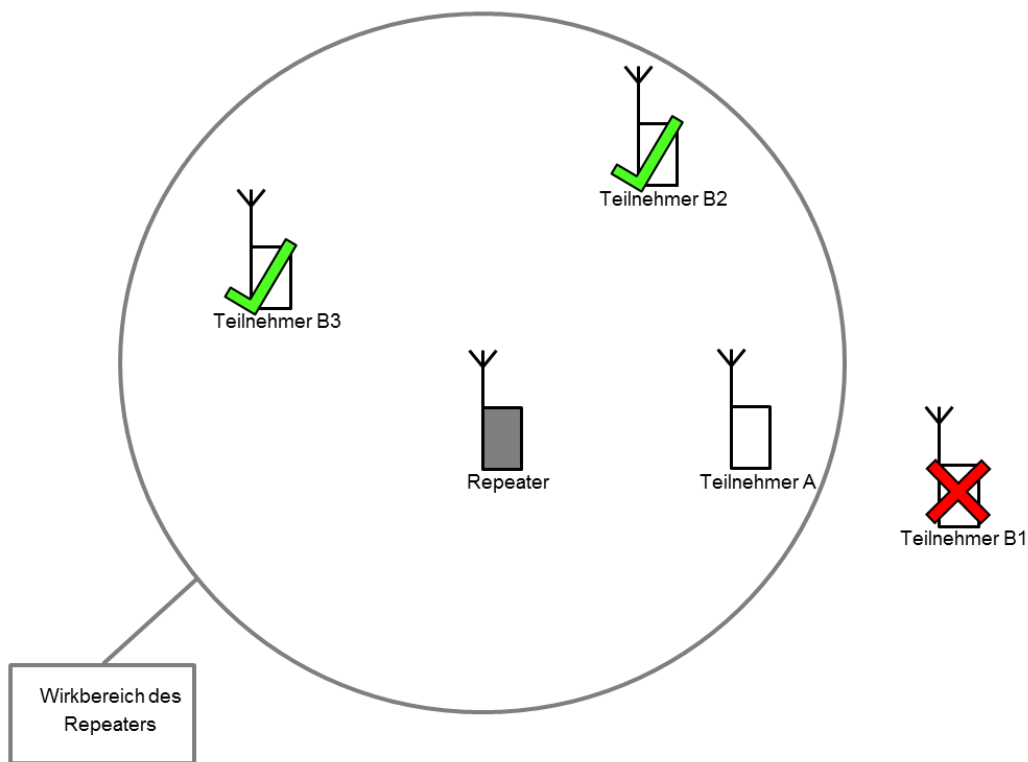 Teilnehmer B2
Teilnehmer B3
Repeater
Teilnehmer A
Teilnehmer B1
Wirkbereich des
Repeaters